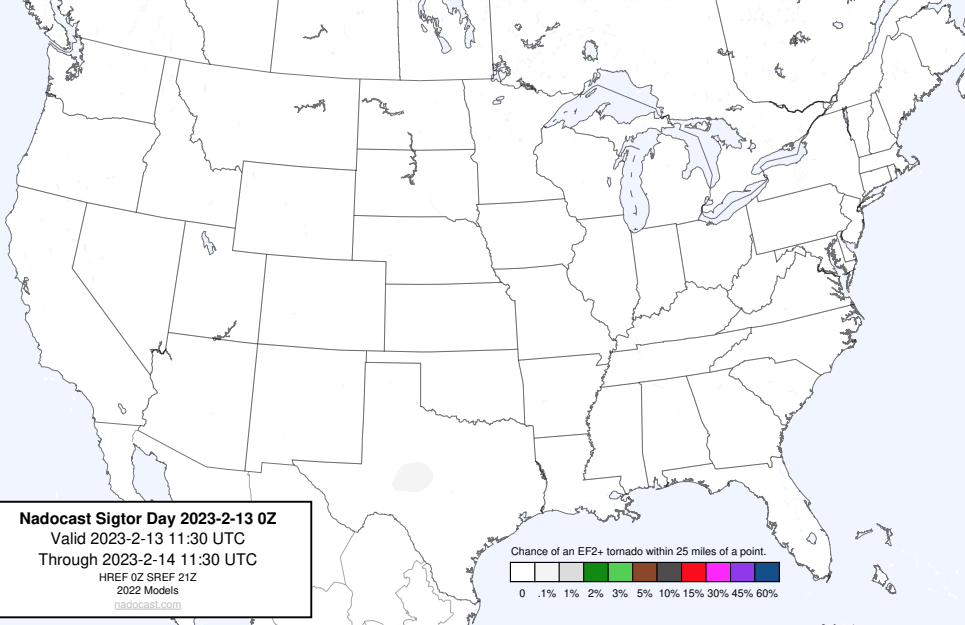 Nadocast Sigtor Day 2023-2-13 0Z
Valid 2023-2-13 11:30 UTC
Through 2023-2-14 11:30 UTC
HREF 0Z SREF 21Z
2022 Models
nadocast.com
Chance of an EF2+ tornado within 25 miles of a point.
0 .1% 1% 2% 3% 5% 10% 15% 30% 45% 60%